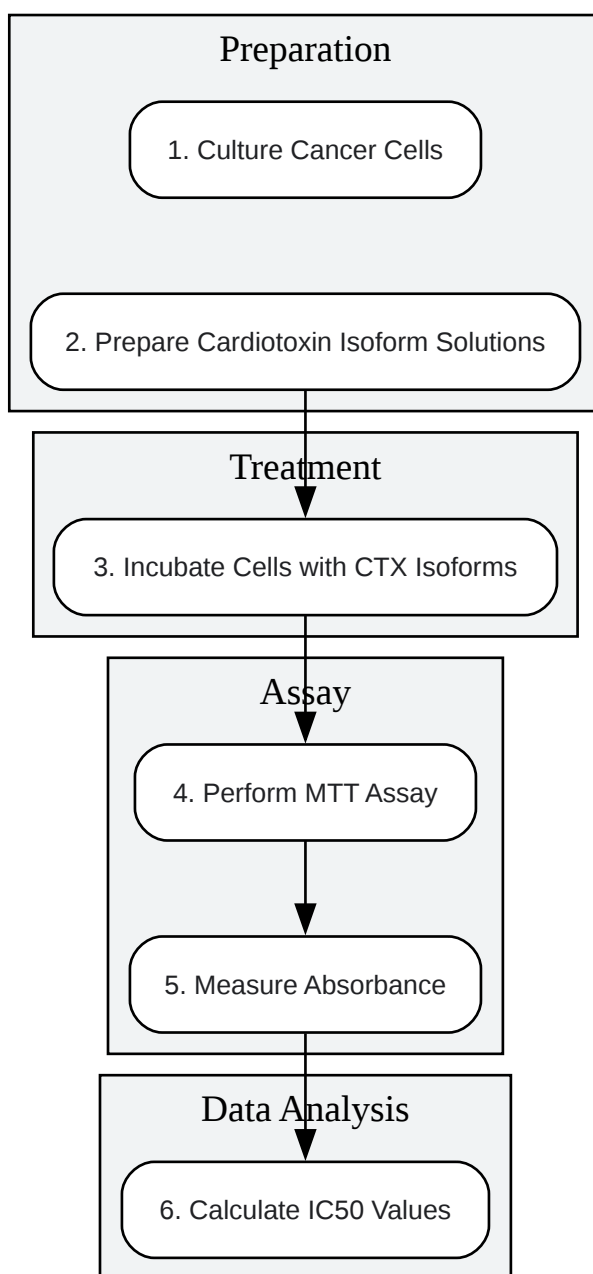 Preparation
1. Culture Cancer Cells
2. Prepare Cardiotoxin Isoform Solutions
Treatment
3. Incubate Cells with CTX Isoforms
Assay
4. Perform MTT Assay
5. Measure Absorbance
Data Analysis
6. Calculate IC50 Values